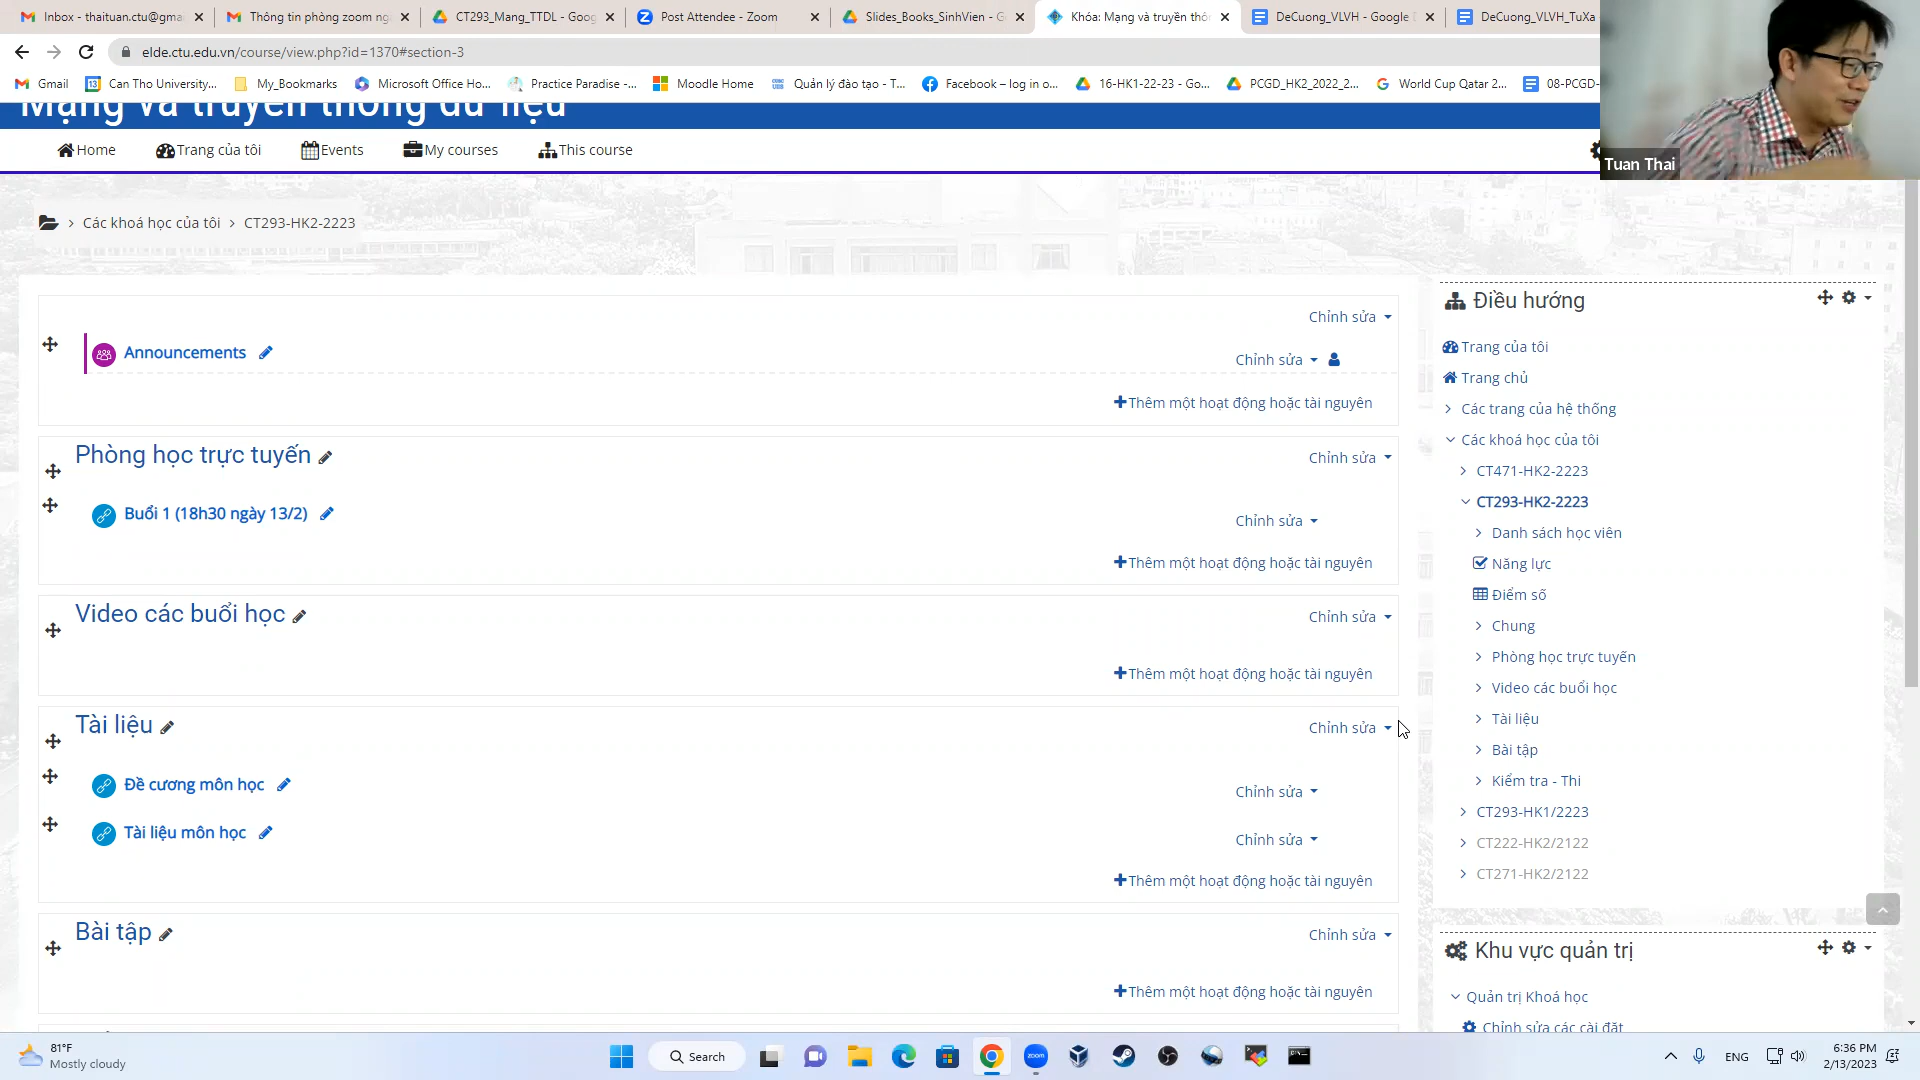 Inbox - thaituan.ctu@gma
Thông tin phòng zoom ng
CT293_Mang_TTDL - Goog
Post Attendee - Zoom
Slides_Books_SinhVien - G
Khóa: Mạng và truyền thôn
DeCuong_VLVH - Google D
DeCuong_VLVH_TuXa
elde.ctu.edu.vn/course/view.php?id=1370#section-3
Gmail
Can Tho University...
My_Bookmarks
Microsoft Office Ho...
Practice Paradise -...
Moodle Home
Quản lý đào tạo - T...
Facebook – log in o...
16-HK1-22-23 - Go...
PCGD_HK2_2022_2...
World Cup Qatar 2...
08-PCGD-
Mạng và truyền thông dữ liệu
Home
Trang của tôi
Events
My courses
This course
Tuan Thai
Các khoá học của tôi
CT293-HK2-2223
Chỉnh sửa
Announcements
Chỉnh sửa
Thêm một hoạt động hoặc tài nguyên
Phòng học trực tuyến
Chỉnh sửa
Buổi 1 (18h30 ngày 13/2)
Chỉnh sửa
Thêm một hoạt động hoặc tài nguyên
Video các buổi học
Chỉnh sửa
Thêm một hoạt động hoặc tài nguyên
Tài liệu
Chỉnh sửa
Đề cương môn học
Chỉnh sửa
Tài liệu môn học
Chỉnh sửa
Thêm một hoạt động hoặc tài nguyên
Bài tập
Chỉnh sửa
Thêm một hoạt động hoặc tài nguyên
Điều hướng
Trang của tôi
Trang chủ
Các trang của hệ thống
Các khoá học của tôi
CT471-HK2-2223
CT293-HK2-2223
Danh sách học viên
Năng lực
Điểm số
Chung
Phòng học trực tuyến
Video các buổi học
Tài liệu
Bài tập
Kiểm tra - Thi
CT293-HK1/2223
CT222-HK2/2122
CT271-HK2/2122
Khu vực quản trị
Quản trị Khoá học
Chỉnh sửa các cài đặt
81°F
Mostly cloudy
Search
zoom
ENG
6:36 PM
2/13/2023